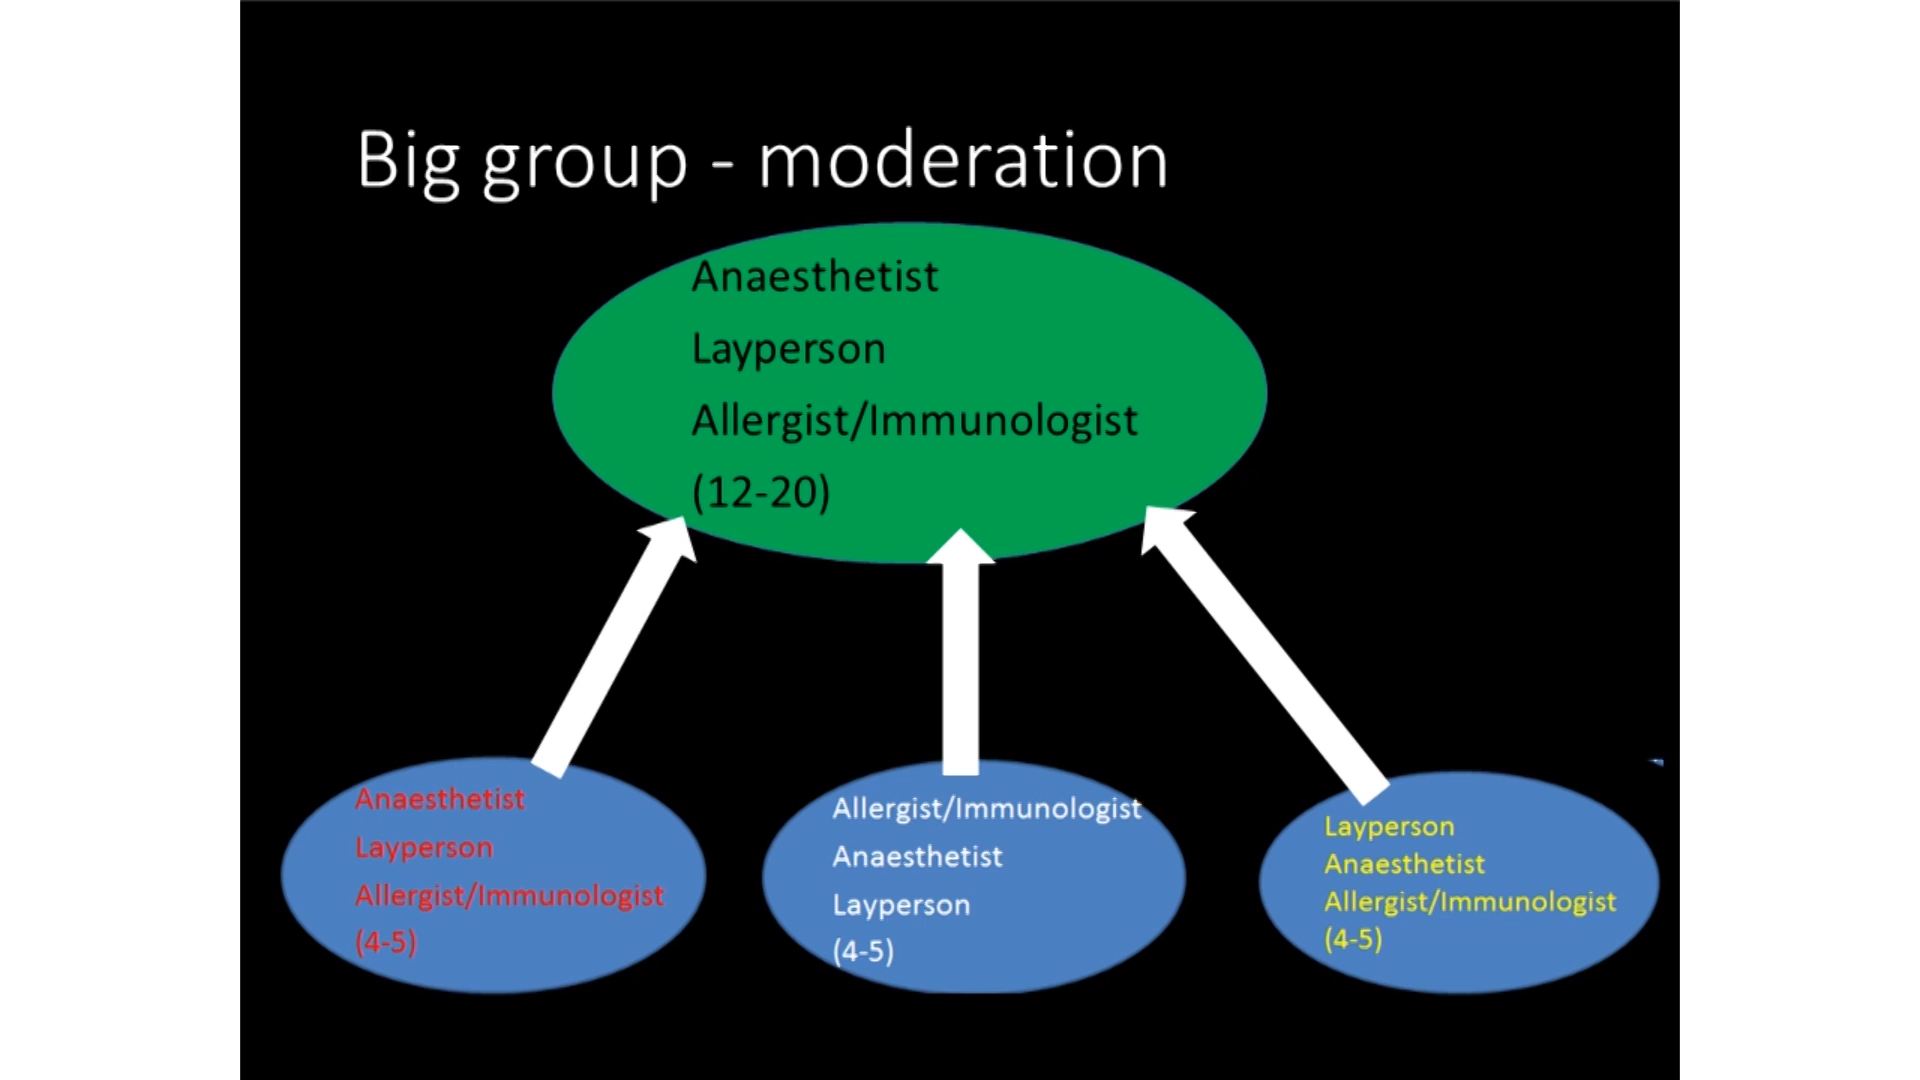 Big group - moderation
Anaesthetist
Layperson
Allergist/Immunologist
(12-20)
Anaesthetist
Layperson
Allergist/Immunologist
(4-5)
Allergist/Immunologist
Anaesthetist
Layperson
(4-5)
Layperson
Anaesthetist
Allergist/Immunologist
(4-5)